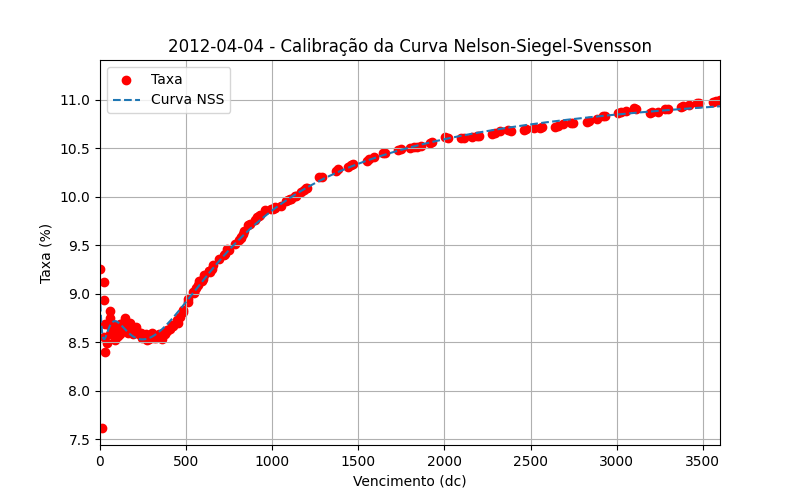 2012-04-04 - Calibração da Curva Nelson-Siegel-Svensson
Taxa
Curva NSS
Taxa (%)
11.0
10.5
10.0
9.5
9.0
8.5
8.0
7.5
0 500 1000 1500 2000 2500 3000 3500
Vencimento (dc)